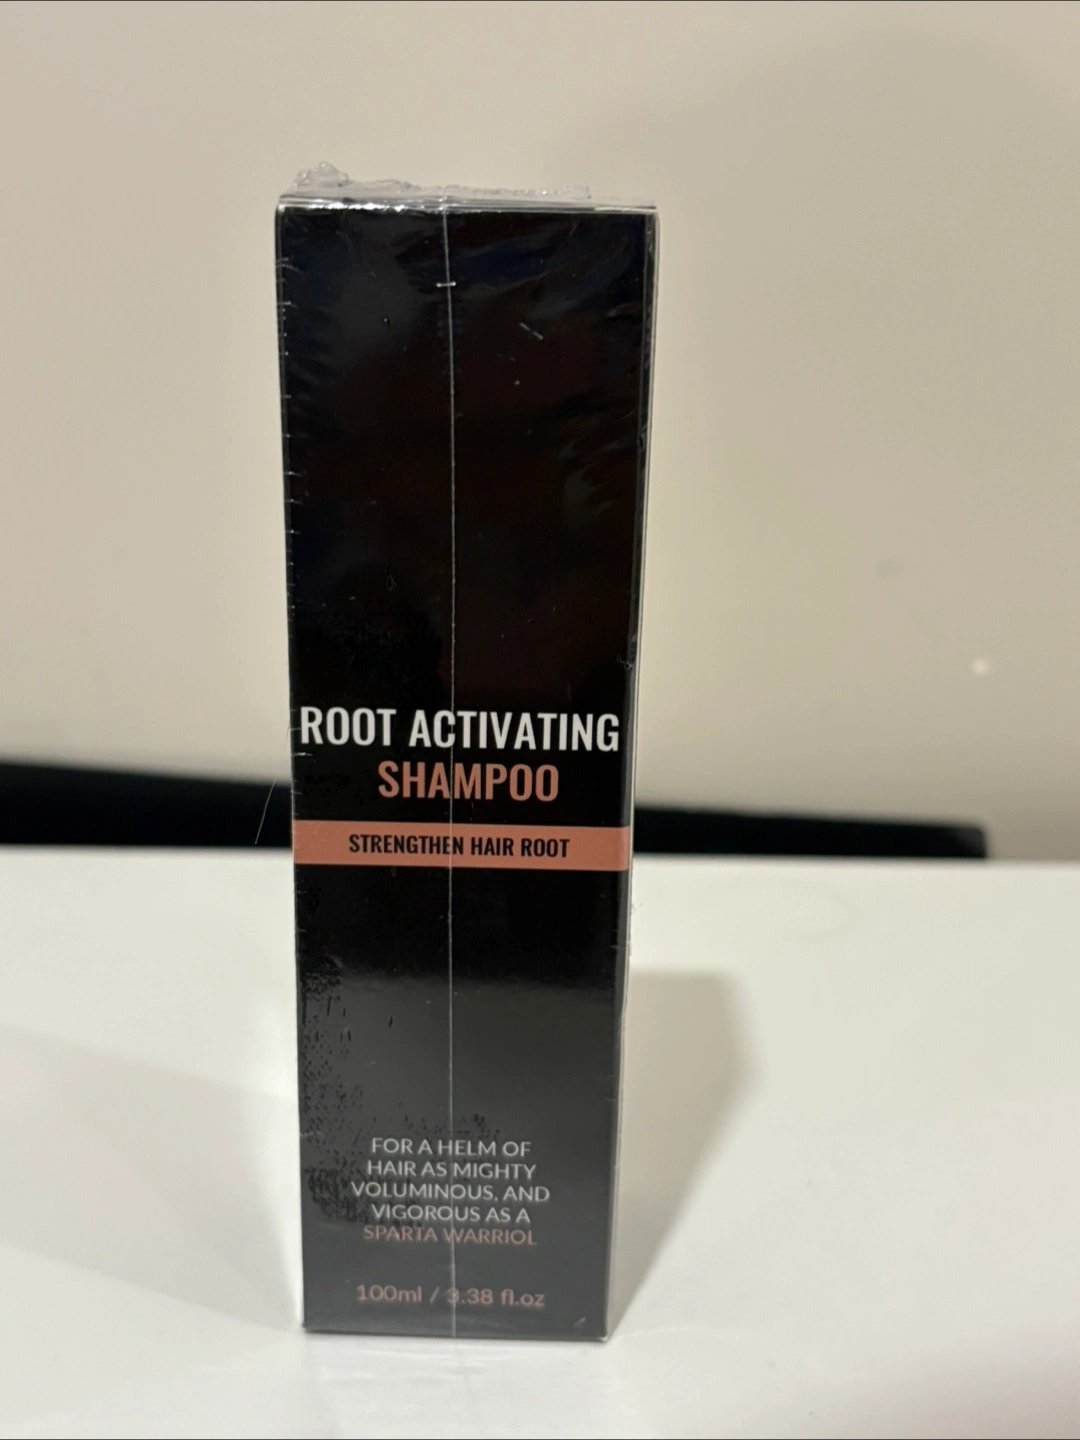 ROOT ACTIVATING
SHAMPOO
STRENGTHEN HAIR ROOT
FOR A HELM OF
HAIR AS MIGHTY
VOLUMINOUS, AND
VIGOROUS AS A
SPARTA WARRIOL
100ml / 3.38 fl.oz